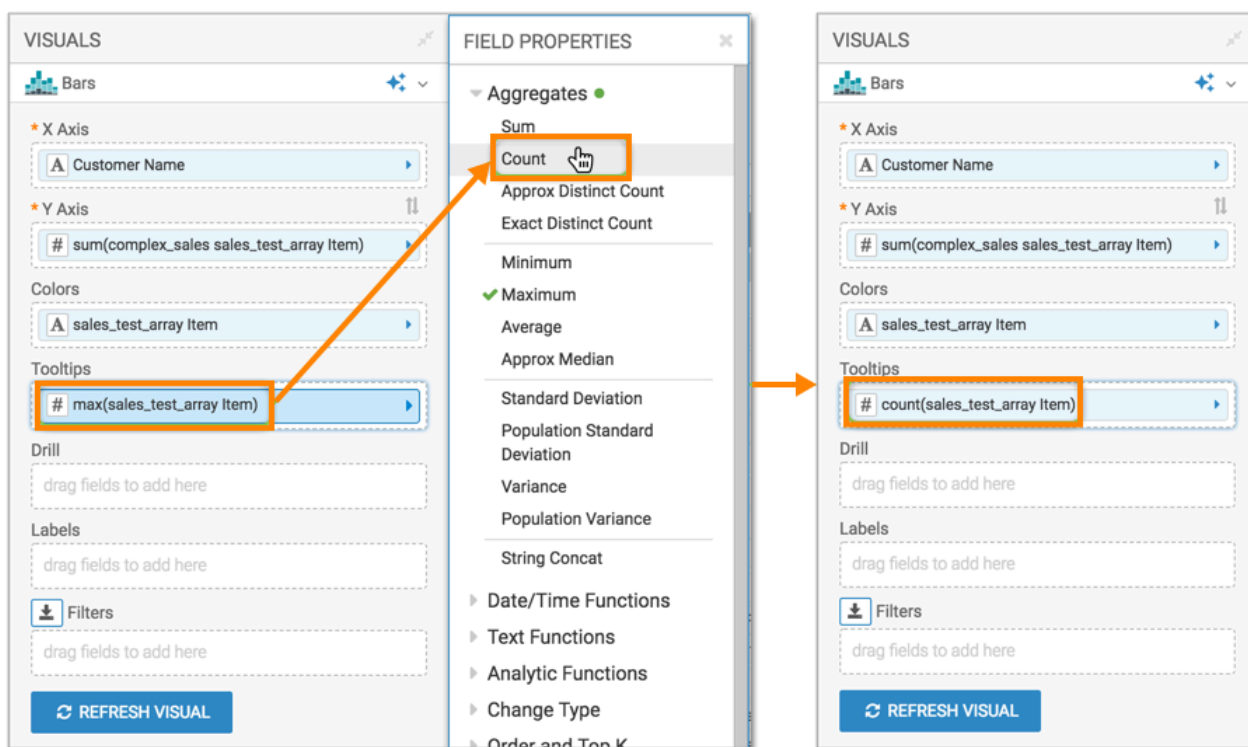 VISUALS
Bars
* X Axis
A Customer Name
* Y Axis
# sum(complex_sales sales_test_array Item)
Colors
A sales_test_array Item
Tooltips
# max(sales_test_array Item)
Drill
drag fields to add here
Labels
drag fields to add here
Filters
drag fields to add here
REFRESH VISUAL
FIELD PROPERTIES
Aggregates
Sum
Count
Approx Distinct Count
Exact Distinct Count
Minimum
Maximum
Average
Approx Median
Standard Deviation
Population Standard
Deviation
Variance
Population Variance
String Concat
Date/Time Functions
Text Functions
Analytic Functions
Change Type
Order and Top K
VISUALS
Bars
* X Axis
A Customer Name
* Y Axis
# sum(complex_sales sales_test_array Item)
Colors
A sales_test_array Item
Tooltips
# count(sales_test_array Item)
Drill
drag fields to add here
Labels
drag fields to add here
Filters
drag fields to add here
REFRESH VISUAL